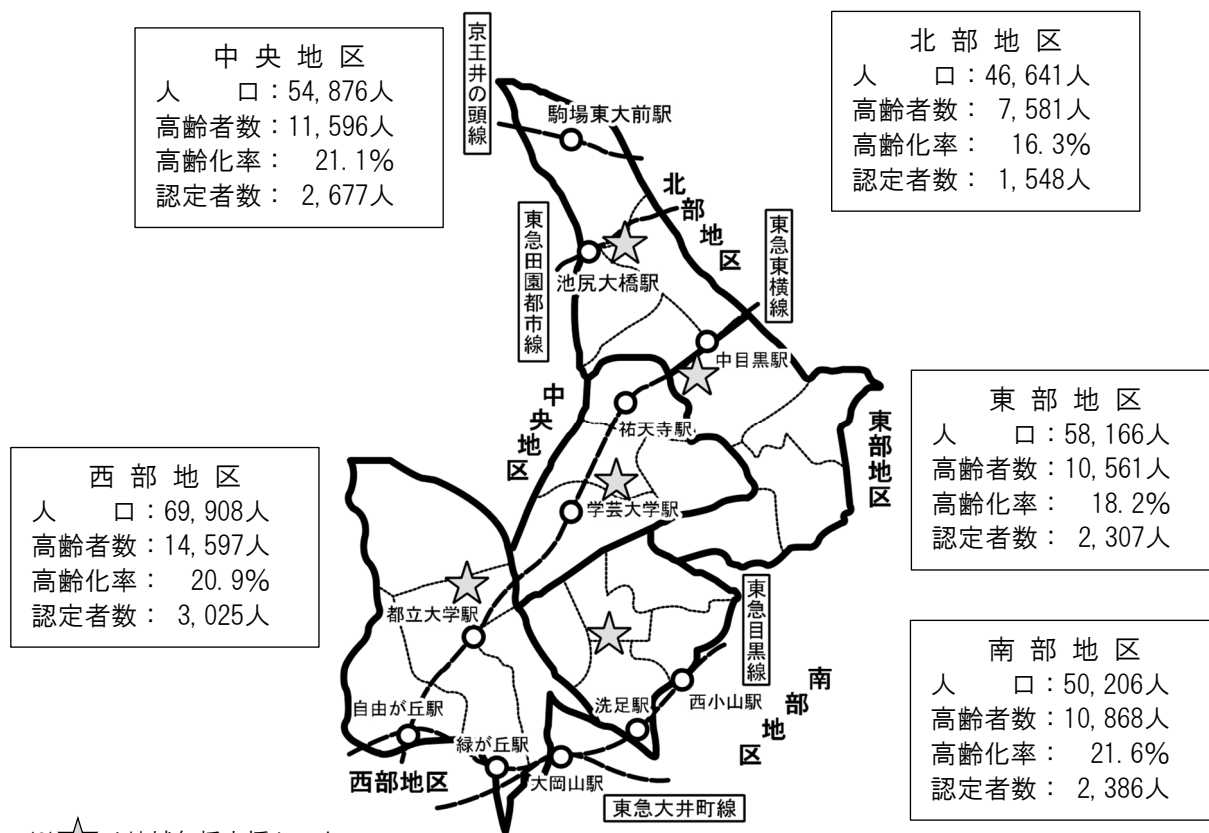 中央地区
人　　口：54,876人
高齢者数：11,596人
高齢化率：　21.1%
認定者数： 2,677人
北部地区
人　　口：46,641人
高齢者数： 7,581人
高齢化率：　16.3%
認定者数： 1,548人
京王井の頭線
駒場東大前駅
北部地区
東急田園都市線
池尻大橋駅
東急東横線
中目黒駅
中央地区
祐天寺駅
東部地区
東部地区
人　　口：58,166人
高齢者数：10,561人
高齢化率：　18.2%
認定者数： 2,307人
西部地区
人　　口：69,908人
高齢者数：14,597人
高齢化率：　20.9%
認定者数： 3,025人
学芸大学駅
都立大学駅
東急目黒線
南部地区
南部地区
人　　口：50,206人
高齢者数：10,868人
高齢化率：　21.6%
認定者数： 2,386人
西小山駅
洗足駅
自由が丘駅
緑が丘駅
大岡山駅
西部地区
東急大井町線